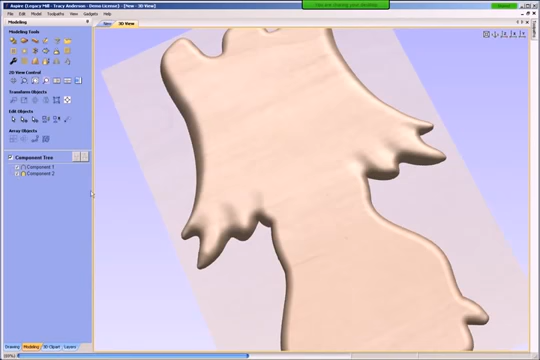 Aspire (Legacy Mill - Tracy Anderson - Demo License) - [New - 3D View]
You are sharing your desktop.
File Edit Model Toolpaths View Gadgets Help
Modeling
New 3D View
Modeling Tools
2D View Control
Transform Objects
Edit Objects
Array Objects
Component Tree
Component 1
Component 2
Drawing Modeling 3D Clipart Layers